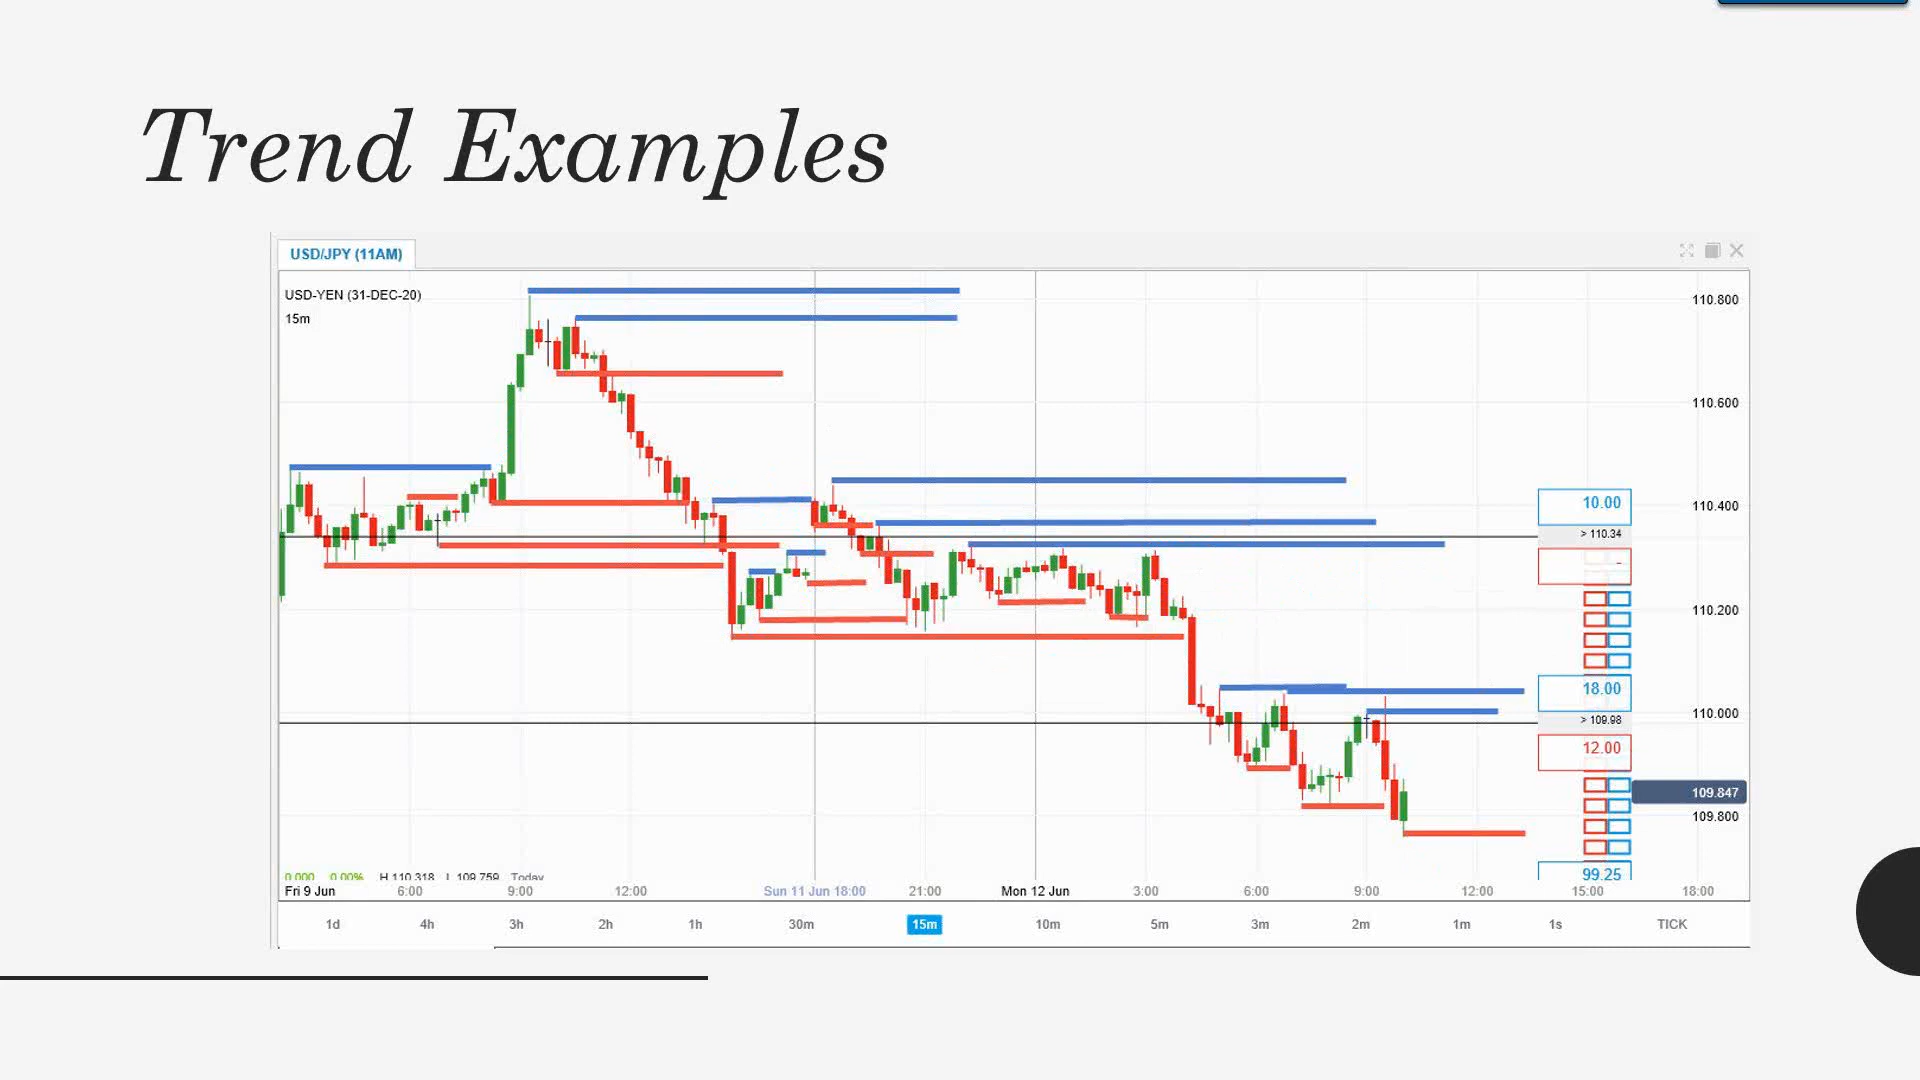 Trend Examples
USD/JPY (11AM)
USD-YEN (31-DEC-20)
15m
110.800
110.600
110.400
110.200
110.000
109.847
109.800
10.00
> 110.34
-
18.00
> 109.98
12.00
99.25
0.000 0.00% H 110.318 L 109.759 Today
Fri 9 Jun 6:00 9:00 12:00 Sun 11 Jun 18:00 21:00 Mon 12 Jun 3:00 6:00 9:00 12:00 15:00 18:00
1d 4h 3h 2h 1h 30m 15m 10m 5m 3m 2m 1m 1s TICK